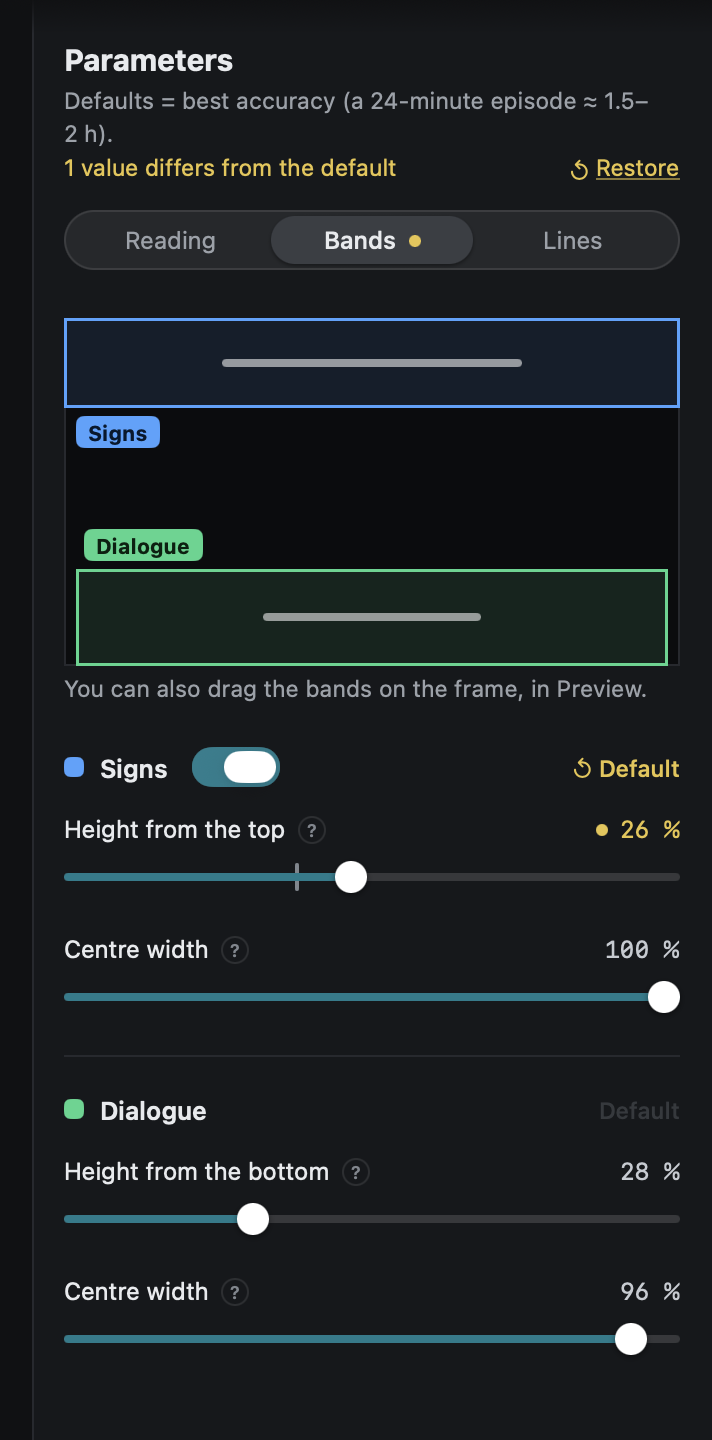 Parameters
Defaults = best accuracy (a 24-minute episode ≈ 1.5–
2 h).
1 value differs from the default
Restore
Reading
Bands
Lines
Signs
Dialogue
You can also drag the bands on the frame, in Preview.
Signs
Default
Height from the top ? 26 %
Centre width ? 100 %
Dialogue
Default
Height from the bottom ? 28 %
Centre width ? 96 %